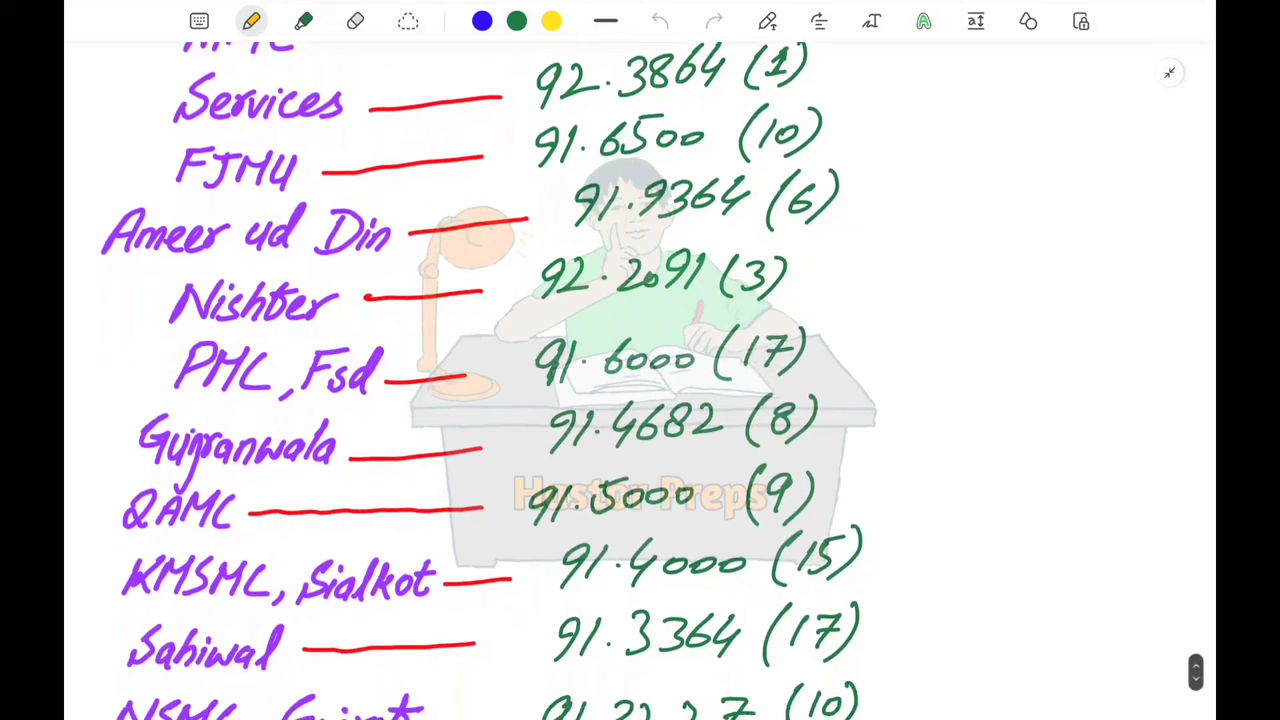 Services 92.3864 (1)
FJMU 91.6500 (10)
Ameer ud Din 91.9364 (6)
Nishter 92.2091 (3)
PMC, Fsd 91.6000 (17)
Gujranwala 91.4682 (8)
QAMC 91.5000 (9)
KMSMC, Sialkot 91.4000 (15)
Sahiwal 91.3364 (17)
(10)